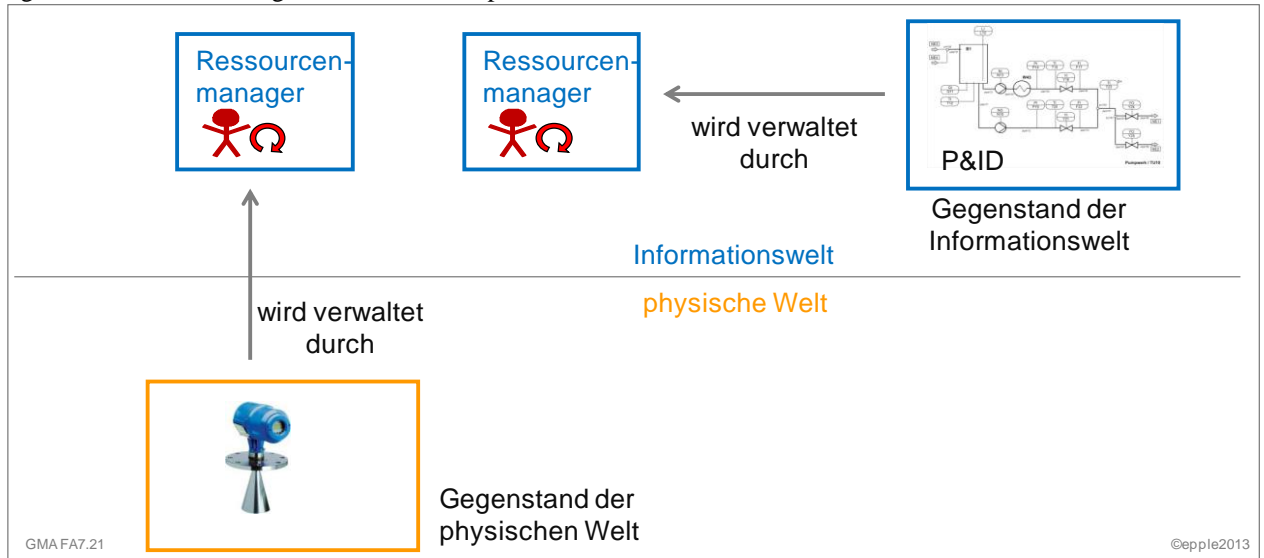 Ressourcen-
manager
Ressourcen-
manager
wird verwaltet
durch
P&ID
Gegenstand der
Informationswelt
Informationswelt
physische Welt
wird verwaltet
durch
Gegenstand der
physischen Welt
GMA FA7.21
©epple2013